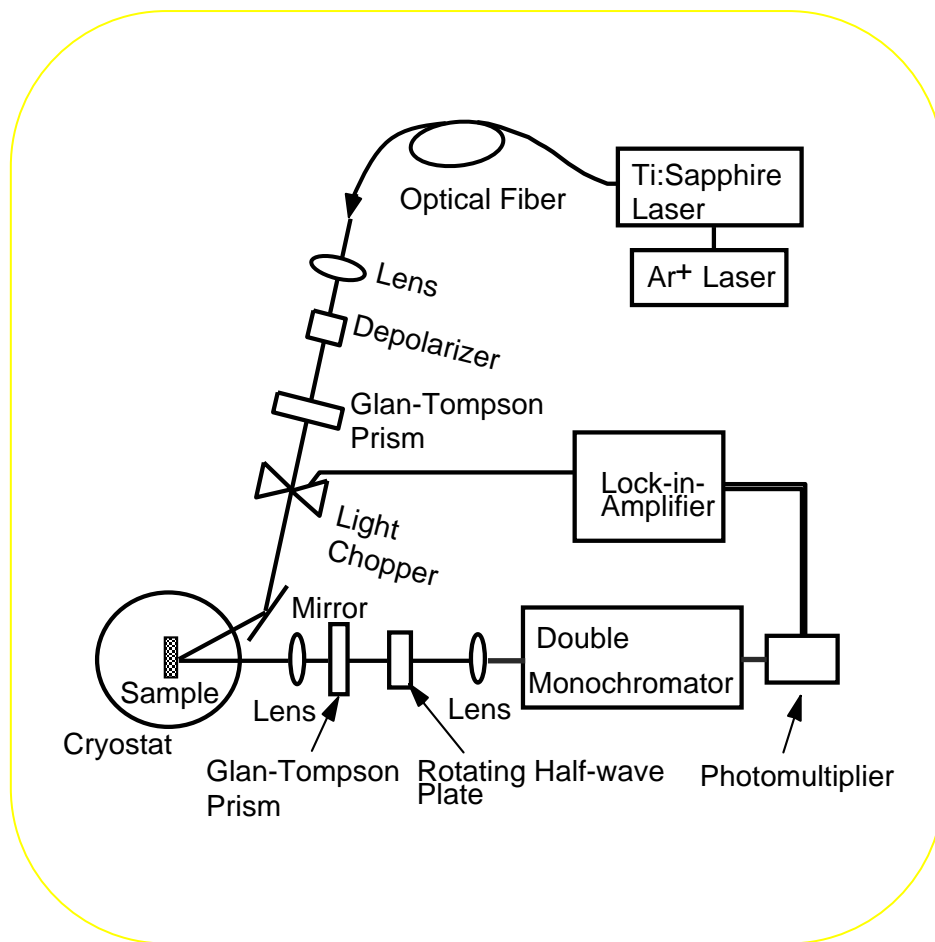 Ti:Sapphire
Laser
Optical Fiber
Ar+ Laser
Lens
Depolarizer
Glan-Tompson
Prism
Lock-in-
Amplifier
Light
Chopper
Mirror
Double
Monochromator
Sample
Lens
Lens
Cryostat
Glan-Tompson
Prism
Rotating Half-wave
Plate
Photomultiplier